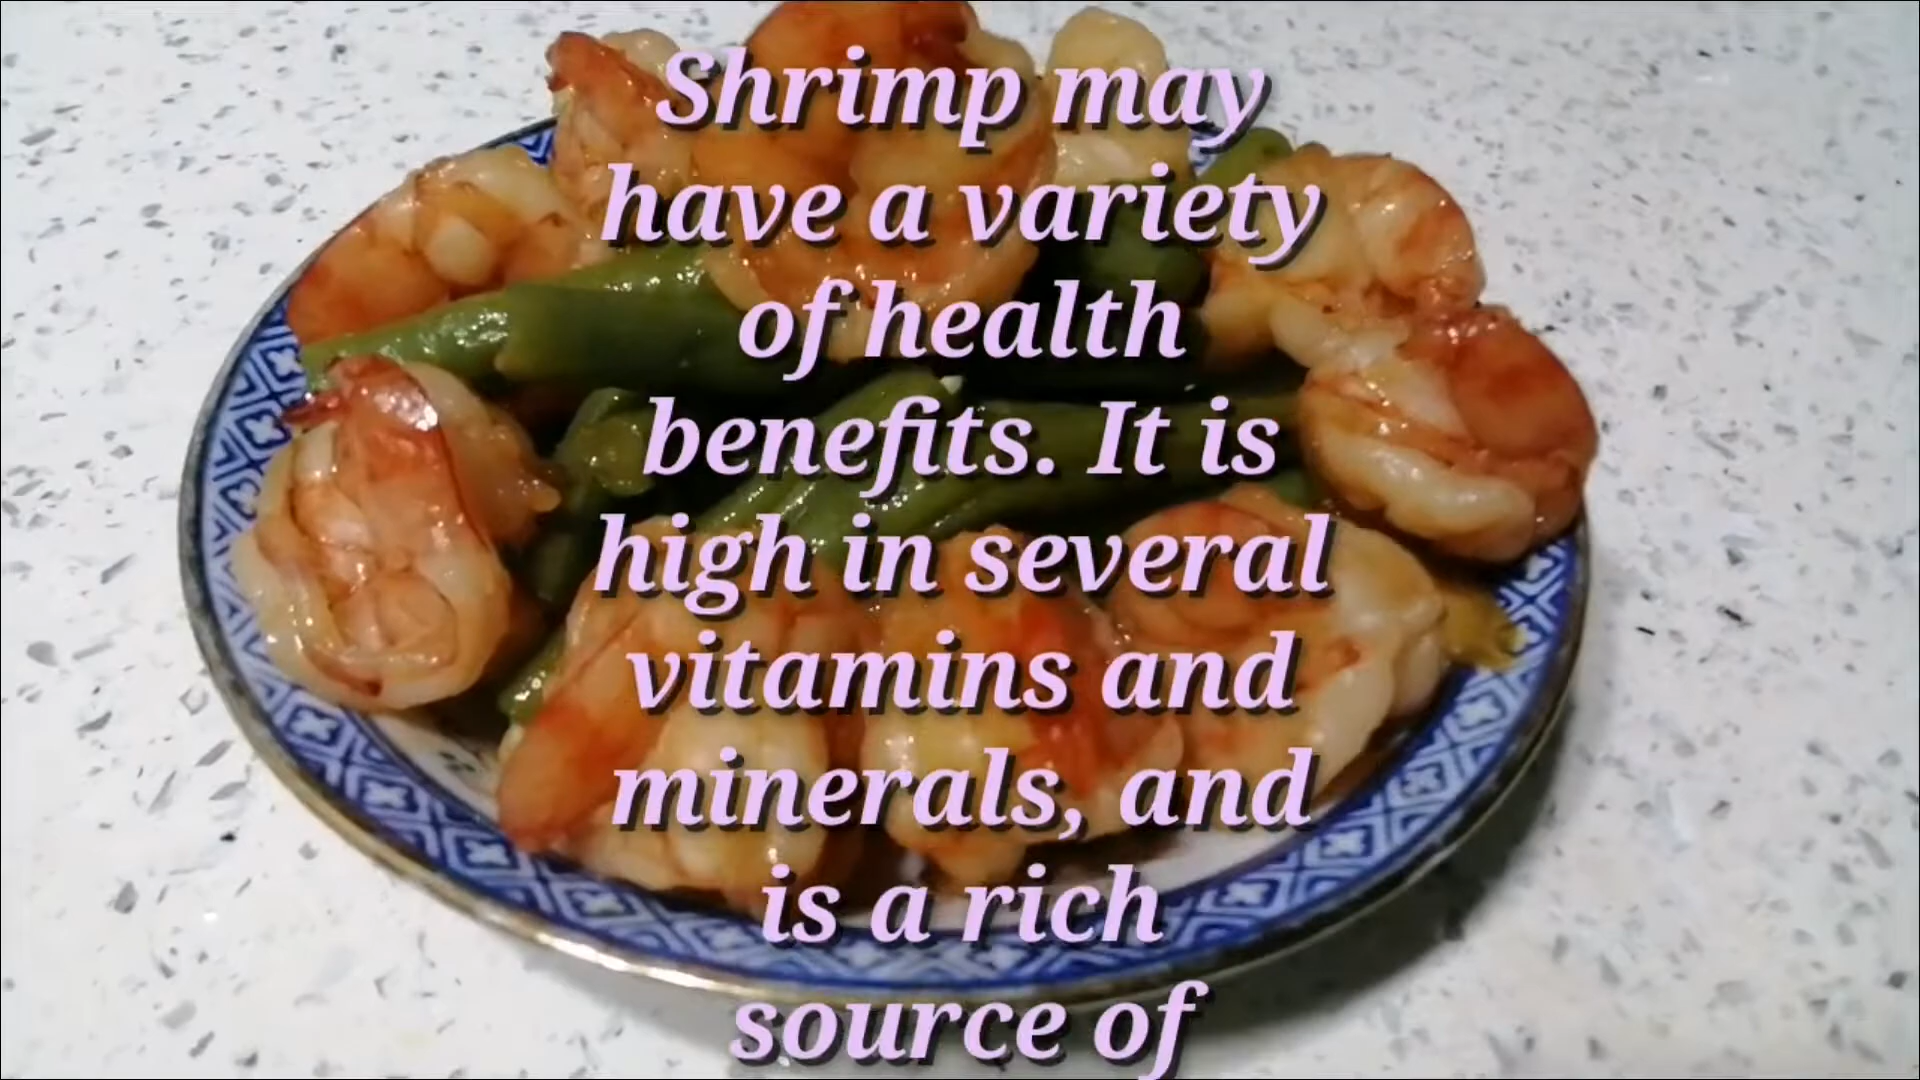 Shrimp may
have a variety
of health
benefits. It is
high in several
vitamins and
minerals, and
is a rich
source of